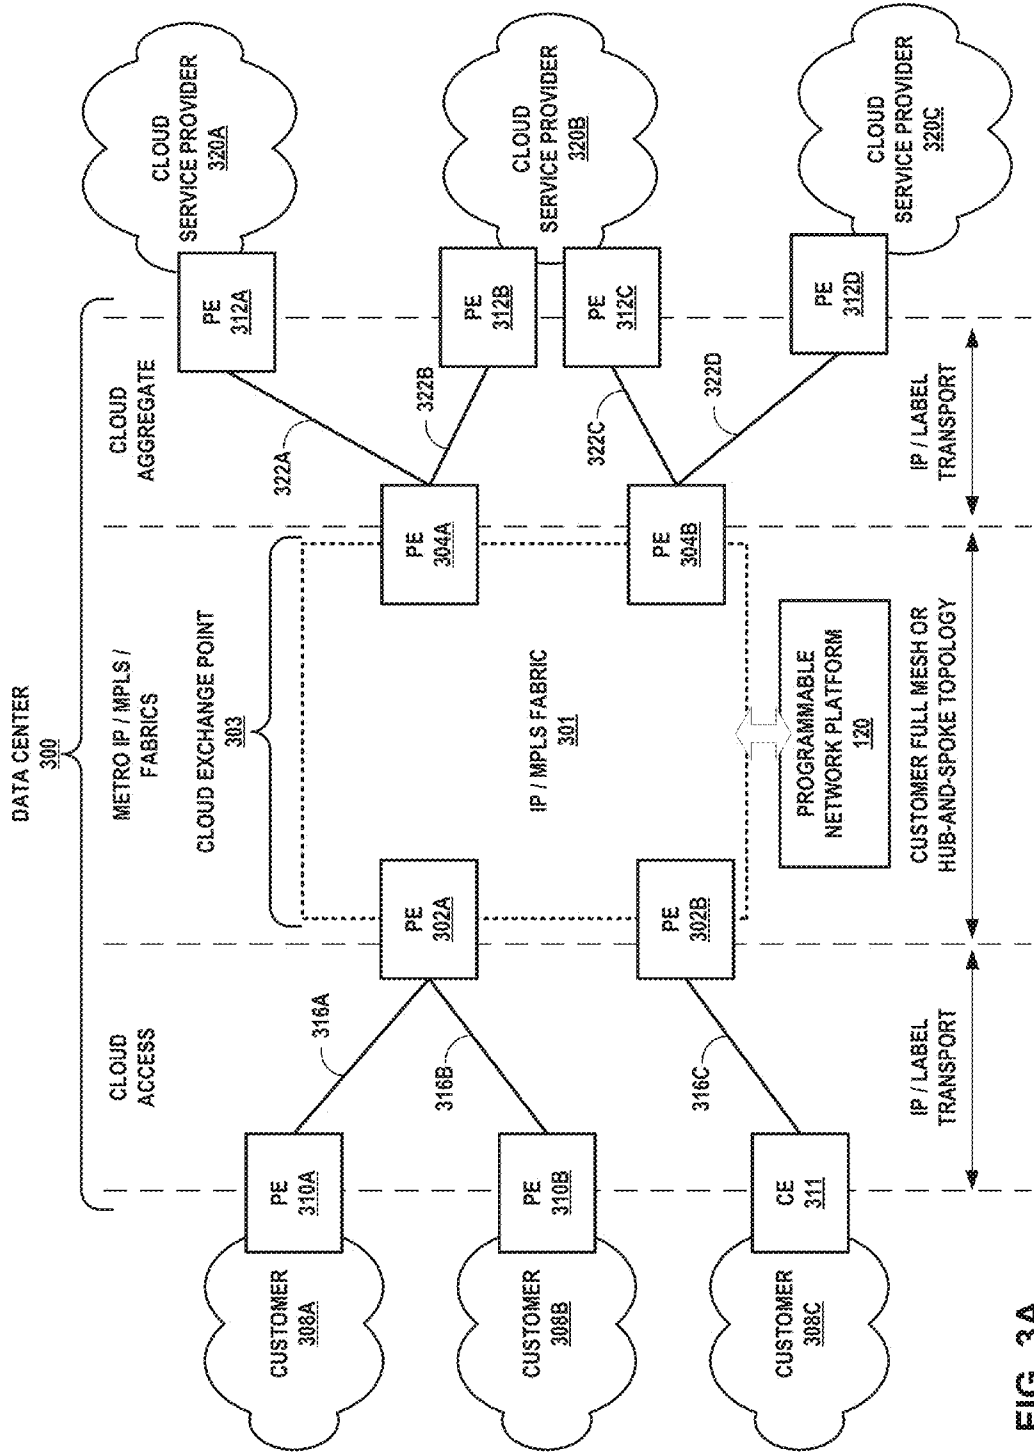 DATA CENTER
300
CLOUD
ACCESS
METRO IP / MPLS /
FABRICS
CLOUD
AGGREGATE
CLOUD EXCHANGE POINT
303
CUSTOMER
308A
PE
310A
316A
PE
302A
PE
304A
322A
PE
312A
CLOUD
SERVICE PROVIDER
320A
CUSTOMER
308B
PE
310B
316B
IP / MPLS FABRIC
301
322B
PE
312B
CLOUD
SERVICE PROVIDER
320B
PE
312C
322C
CUSTOMER
308C
CE
311
316C
PE
302B
PE
304B
322D
PE
312D
CLOUD
SERVICE PROVIDER
320C
PROGRAMMABLE
NETWORK PLATFORM
120
IP / LABEL
TRANSPORT
CUSTOMER FULL MESH OR
HUB-AND-SPOKE TOPOLOGY
IP / LABEL
TRANSPORT
FIG. 3A